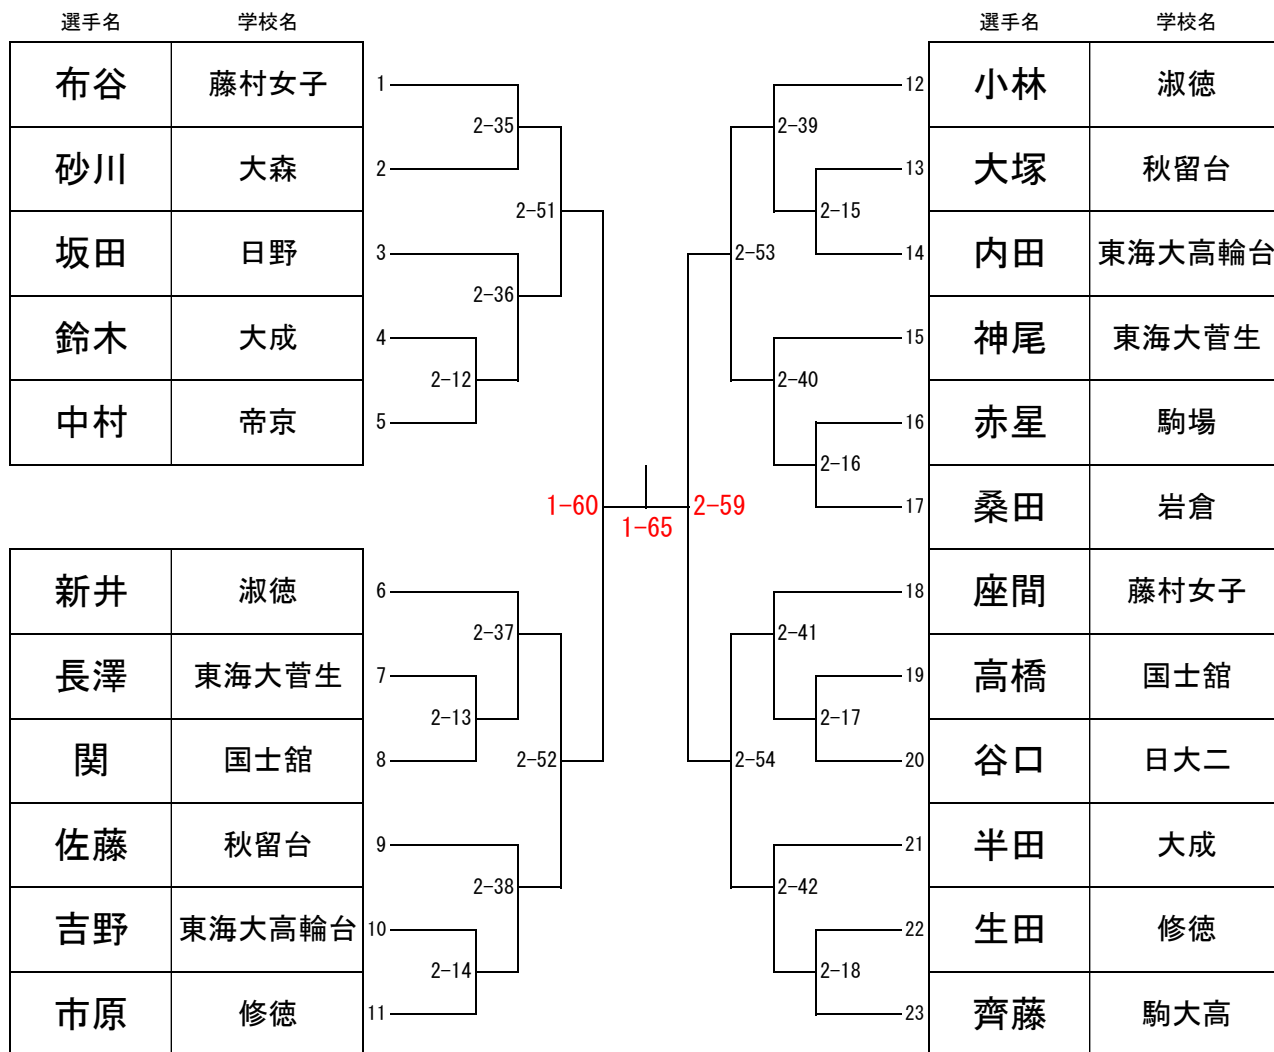 選手名 学校名
布谷 藤村女子 1
砂川 大森 2
坂田 日野 3
鈴木 大成 4
中村 帝京 5
新井 淑徳 6
長澤 東海大菅生 7
関 国士舘 8
佐藤 秋留台 9
吉野 東海大高輪台 10
市原 修徳 11
2-35
2-51
2-36
2-12
1-60
2-37
2-13
2-52
2-38
2-14
1-65
選手名 学校名
12 小林 淑徳
13 大塚 秋留台
14 内田 東海大高輪台
15 神尾 東海大菅生
16 赤星 駒場
17 桑田 岩倉
18 座間 藤村女子
19 高橋 国士舘
20 谷口 日大二
21 半田 大成
22 生田 修徳
23 齊藤 駒大高
2-39
2-15
2-53
2-40
2-16
2-59
2-41
2-17
2-54
2-42
2-18